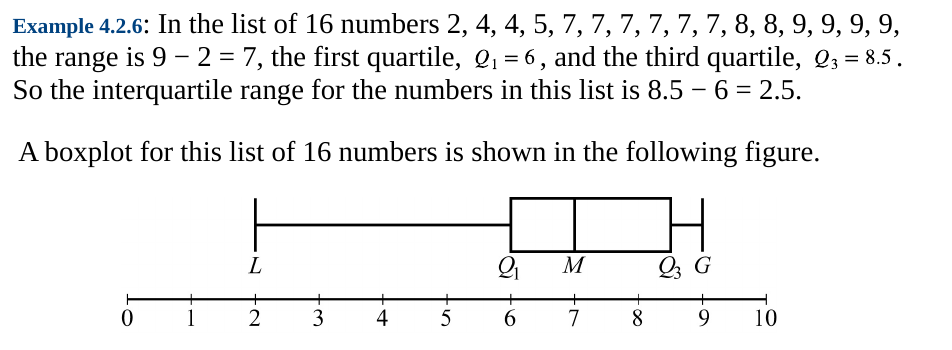 Example 4.2.6: In the list of 16 numbers 2, 4, 4, 5, 7, 7, 7, 7, 7, 7, 8, 8, 9, 9, 9, 9,
the range is 9 − 2 = 7, the first quartile, Q₁ = 6, and the third quartile, Q₃ = 8.5.
So the interquartile range for the numbers in this list is 8.5 − 6 = 2.5.
A boxplot for this list of 16 numbers is shown in the following figure.
L Q₁ M Q₃ G
0 1 2 3 4 5 6 7 8 9 10